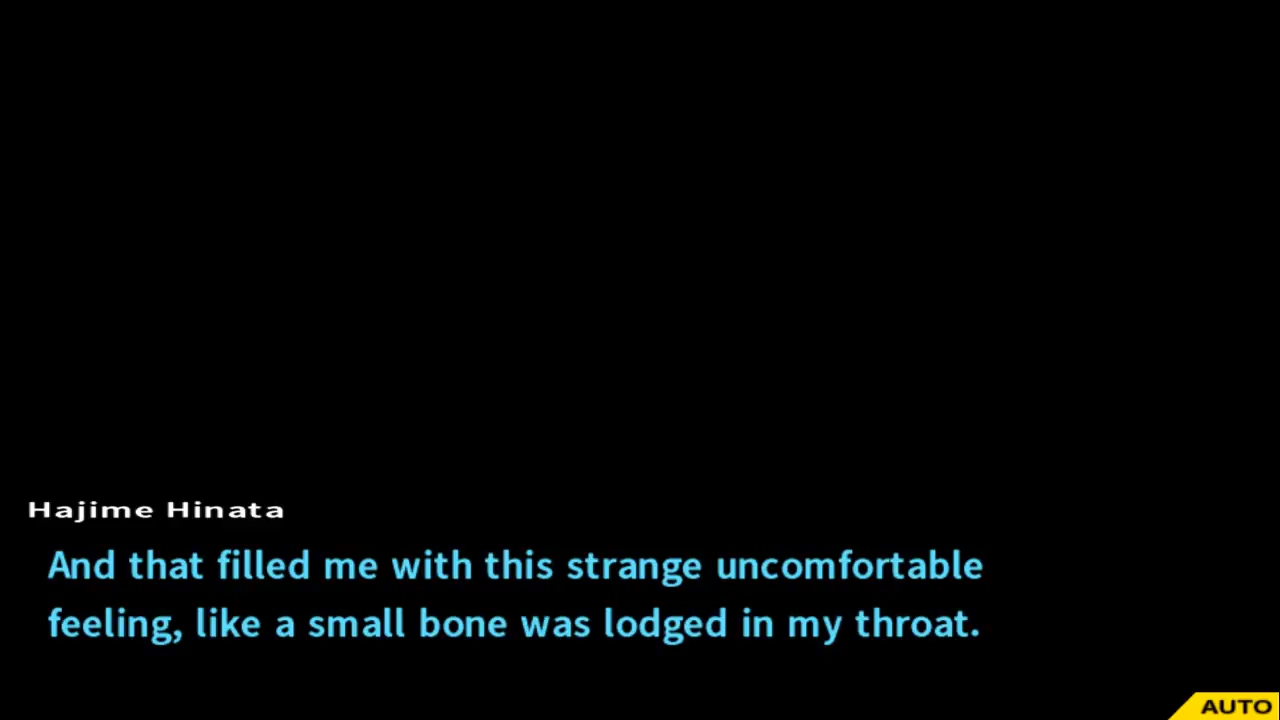 Hajime Hinata
And that filled me with this strange uncomfortable
feeling, like a small bone was lodged in my throat.
AUTO